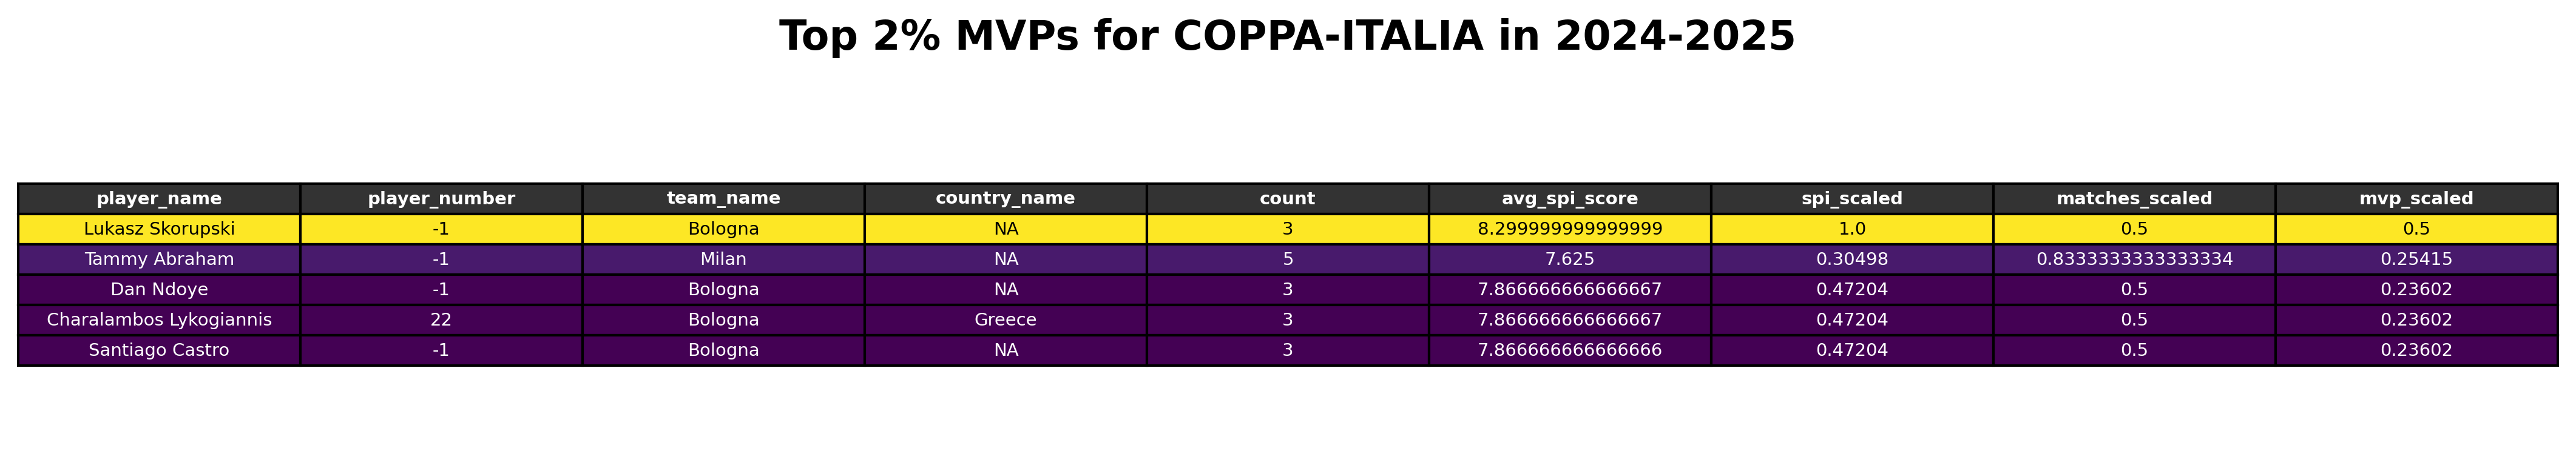 Top 2% MVPs for COPPA-ITALIA in 2024-2025
player_name player_number team_name country_name count avg_spi_score spi_scaled matches_scaled mvp_scaled
Lukasz Skorupski -1 Bologna NA 3 8.299999999999999 1.0 0.5 0.5
Tammy Abraham -1 Milan NA 5 7.625 0.30498 0.8333333333333334 0.25415
Dan Ndoye -1 Bologna NA 3 7.866666666666667 0.47204 0.5 0.23602
Charalambos Lykogiannis 22 Bologna Greece 3 7.866666666666667 0.47204 0.5 0.23602
Santiago Castro -1 Bologna NA 3 7.866666666666666 0.47204 0.5 0.23602